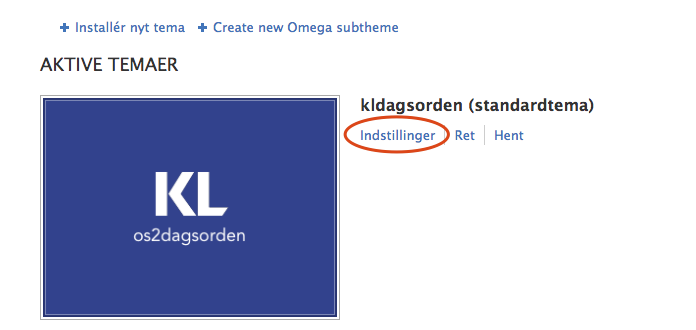 Installér nyt tema Create new Omega subtheme
AKTIVE TEMAER
kldagsorden (standardtema)
Indstillinger Ret Hent
KL
os2dagsorden